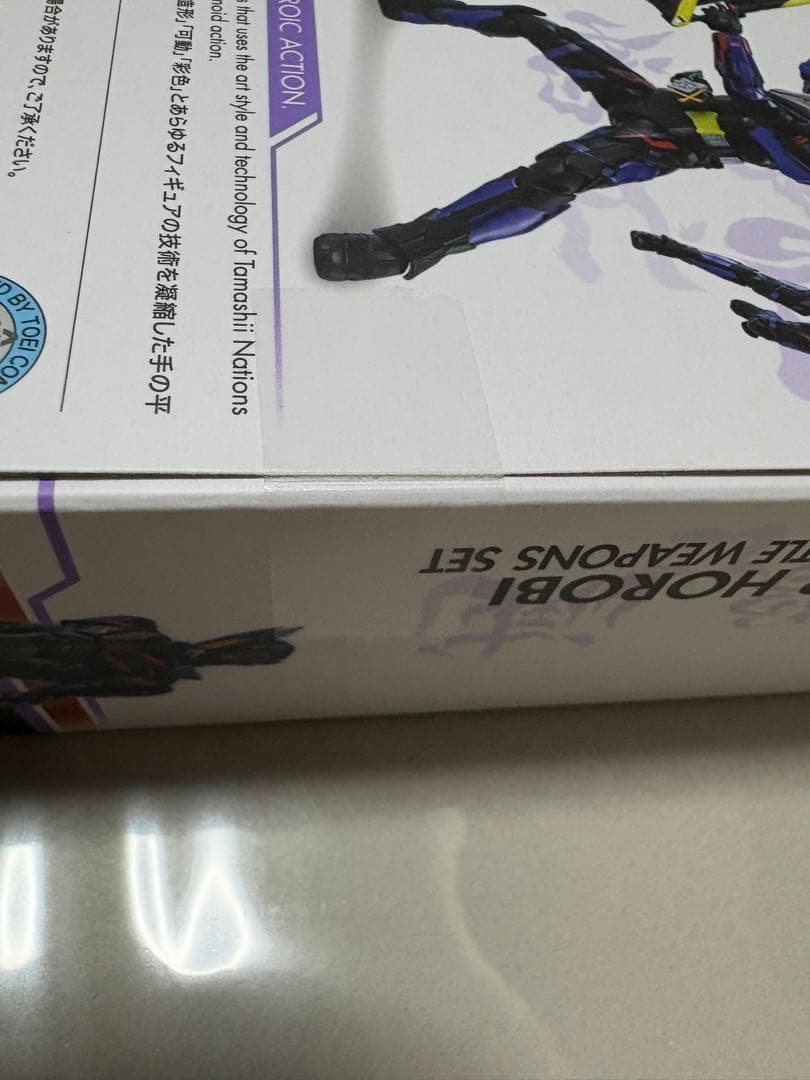 ROIC ACTION.
s that uses the art style and technology of Tamashii Nations
noid action.
造形」「可動」「彩色」とあらゆるフィギュアの技術を凝縮した手の平
場合がありますので、ご了承ください。
D BY TOEI CO
HOROBI
TLE WEAPONS SET